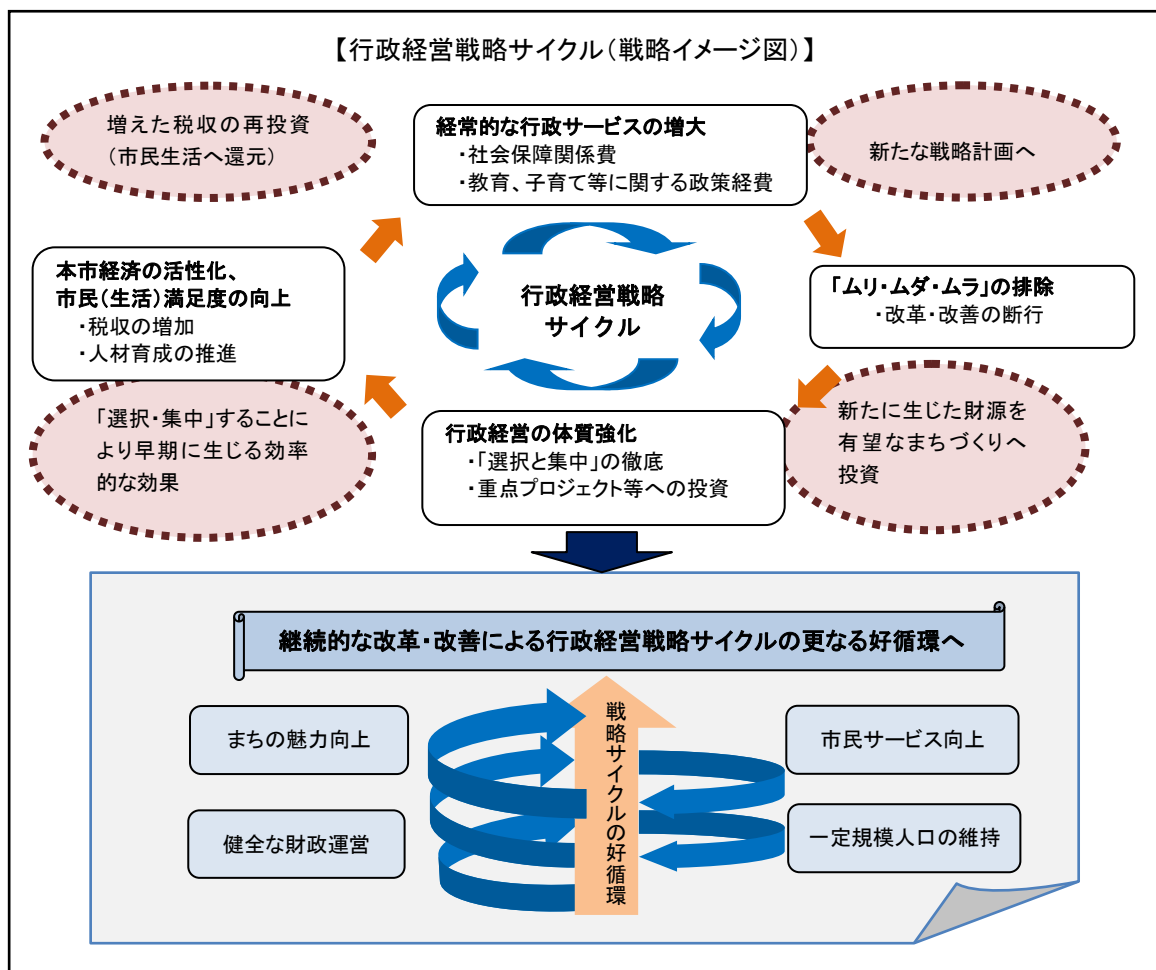 【行政経営戦略サイクル(戦略イメージ図)】
増えた税収の再投資
(市民生活へ還元)
経常的な行政サービスの増大
・社会保障関係費
・教育、子育て等に関する政策経費
新たな戦略計画へ
本市経済の活性化、
市民(生活)満足度の向上
・税収の増加
・人材育成の推進
行政経営戦略
サイクル
「ムリ・ムダ・ムラ」の排除
・改革・改善の断行
「選択・集中」することに
より早期に生じる効率
的な効果
行政経営の体質強化
・「選択と集中」の徹底
・重点プロジェクト等への投資
新たに生じた財源を
有望なまちづくりへ
投資
継続的な改革・改善による行政経営戦略サイクルの更なる好循環へ
まちの魅力向上
健全な財政運営
戦略サイクルの好循環
市民サービス向上
一定規模人口の維持